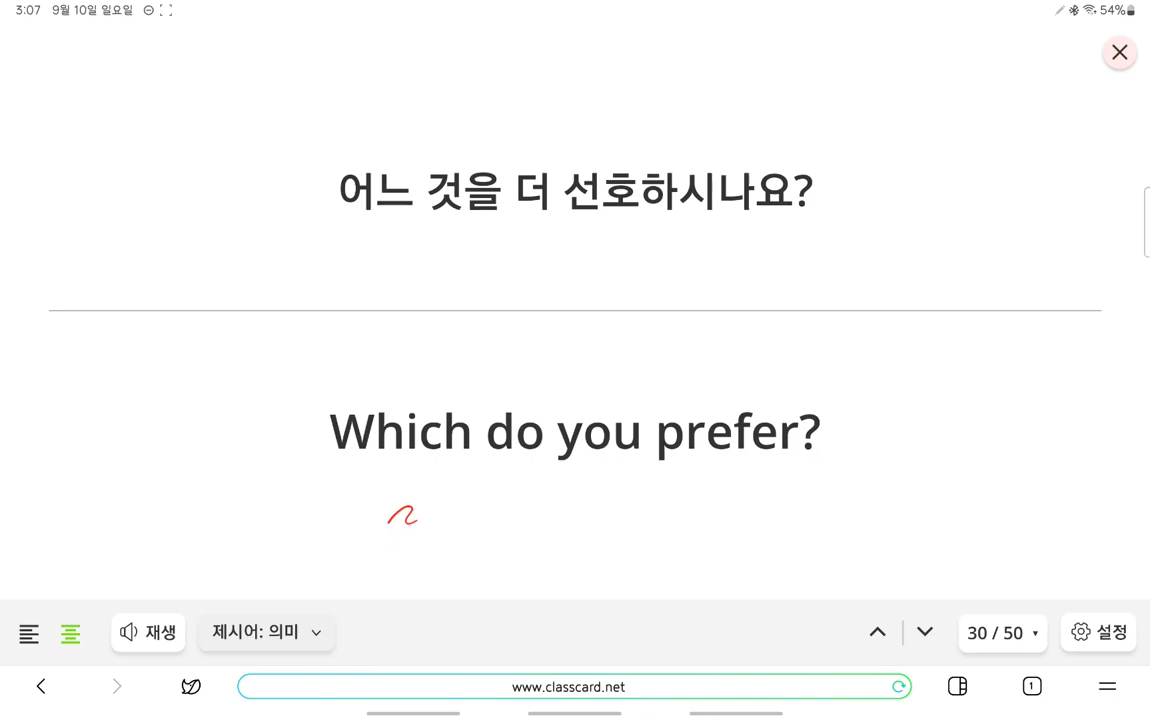 3:07 9월 10일 일요일 54%
어느 것을 더 선호하시나요?
Which do you prefer?
재생 제시어: 의미 30 / 50 설정
www.classcard.net 1